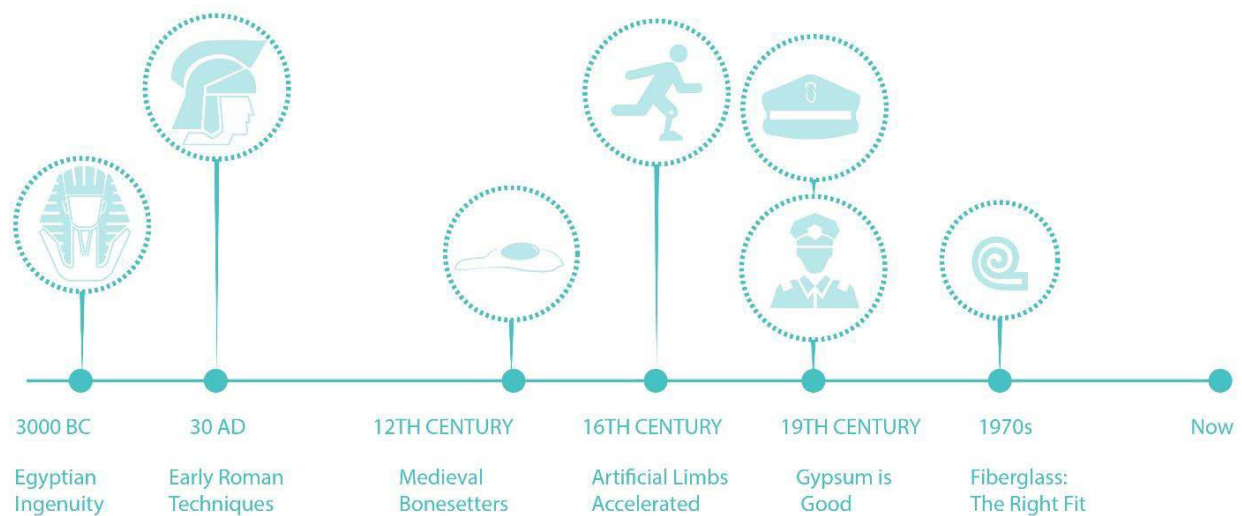 3000 BC
30 AD
12TH CENTURY
16TH CENTURY
19TH CENTURY
1970s
Now
Egyptian
Ingenuity
Early Roman
Techniques
Medieval
Bonesetters
Artificial Limbs
Accelerated
Gypsum is
Good
Fiberglass:
The Right Fit